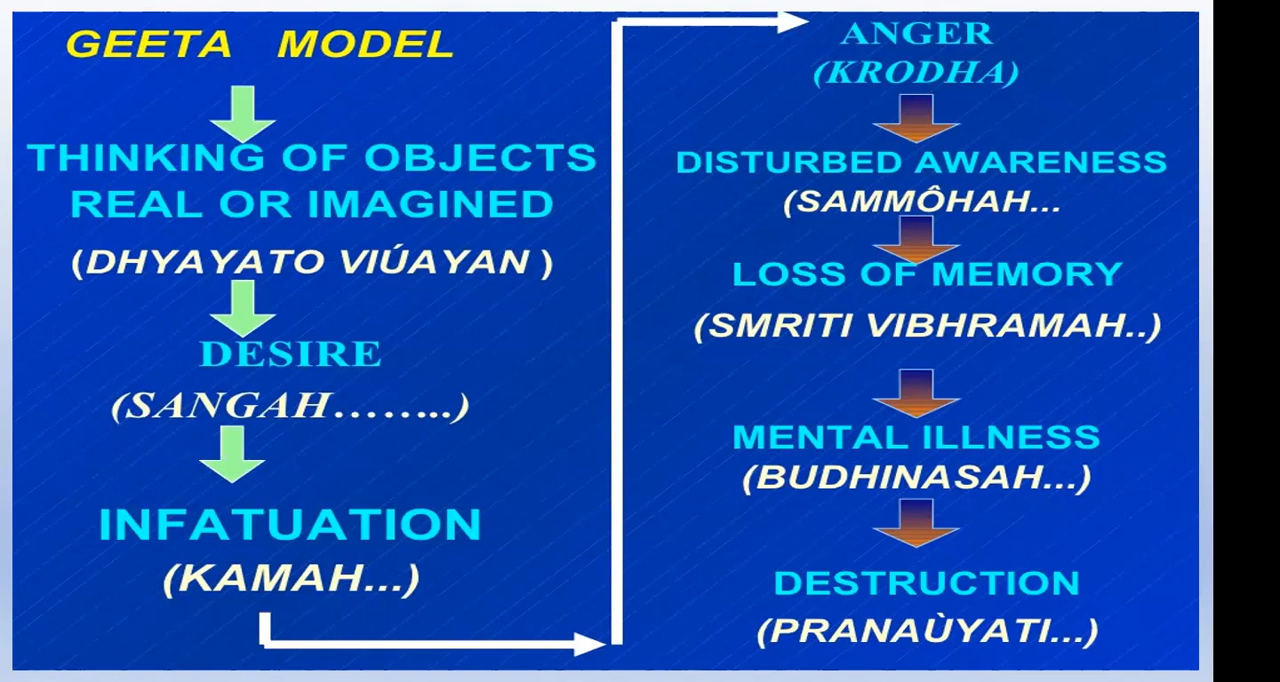 GEETA MODEL
THINKING OF OBJECTS
REAL OR IMAGINED
(DHYAYATO VIÚAYAN )
DESIRE
(SANGAH……..)
INFATUATION
(KAMAH...)
ANGER
(KRODHA)
DISTURBED AWARENESS
(SAMMÔHAH...
LOSS OF MEMORY
(SMRITI VIBHRAMAH..)
MENTAL ILLNESS
(BUDHINASAH...)
DESTRUCTION
(PRANAÙYATI...)